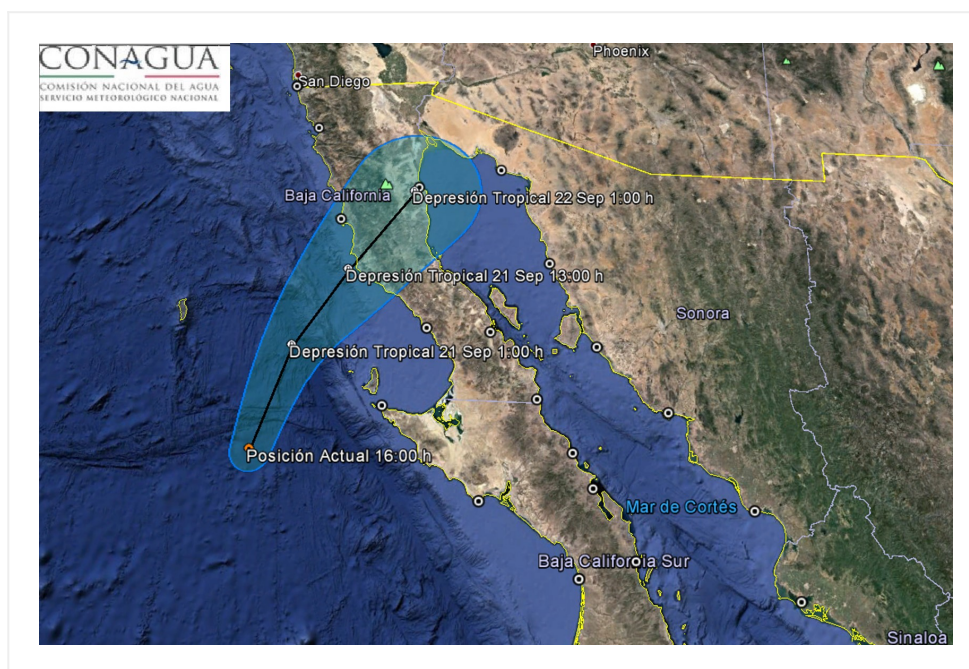 CONAGUA
COMISIÓN NACIONAL DEL AGUA
SERVICIO METEOROLÓGICO NACIONAL
Phoenix
San Diego
Baja California
Depresión Tropical 22 Sep 1:00 h
Depresión Tropical 21 Sep 13:00 h
Sonora
Depresión Tropical 21 Sep 1:00 h
Posición Actual 16:00 h
Mar de Cortés
Baja California Sur
Sinaloa